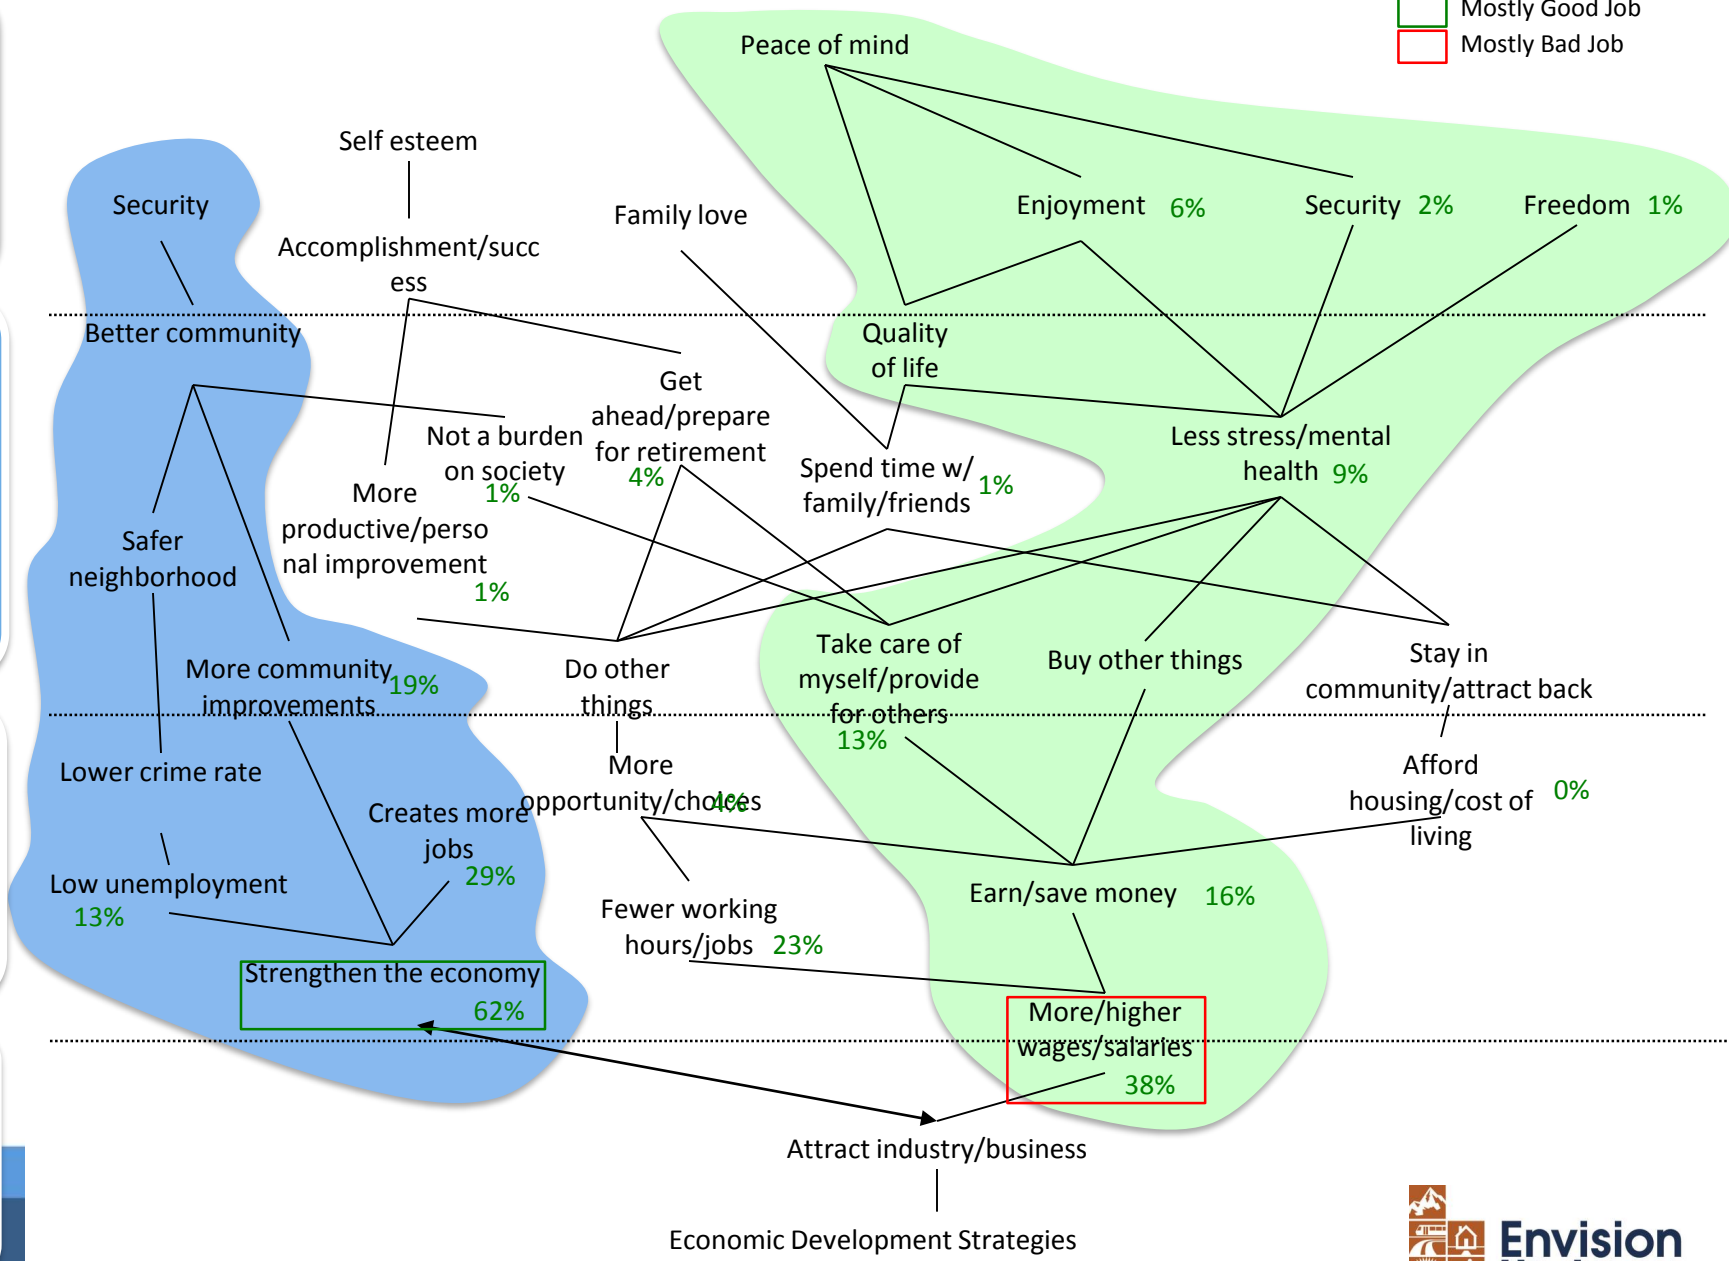 Mostly Good Job
Mostly Bad Job
Peace of mind
Self esteem
Security
Family love
Enjoyment 6%
Security 2%
Freedom 1%
Accomplishment/succ
ess
Better community
Quality
of life
Get
ahead/prepare
for retirement
4%
Not a burden
on society
1%
Less stress/mental
health 9%
Spend time w/
family/friends
1%
More
productive/perso
nal improvement
1%
Safer
neighborhood
More community
improvements
19%
Do other
things
Take care of
myself/provide
for others
13%
Buy other things
Stay in
community/attract back
Lower crime rate
Creates more
jobs
29%
More
opportunity/choices
4%
Afford
housing/cost of
living
0%
Low unemployment
13%
Fewer working
hours/jobs 23%
Earn/save money 16%
Strengthen the economy
62%
More/higher
wages/salaries
38%
Attract industry/business
Economic Development Strategies
Envision